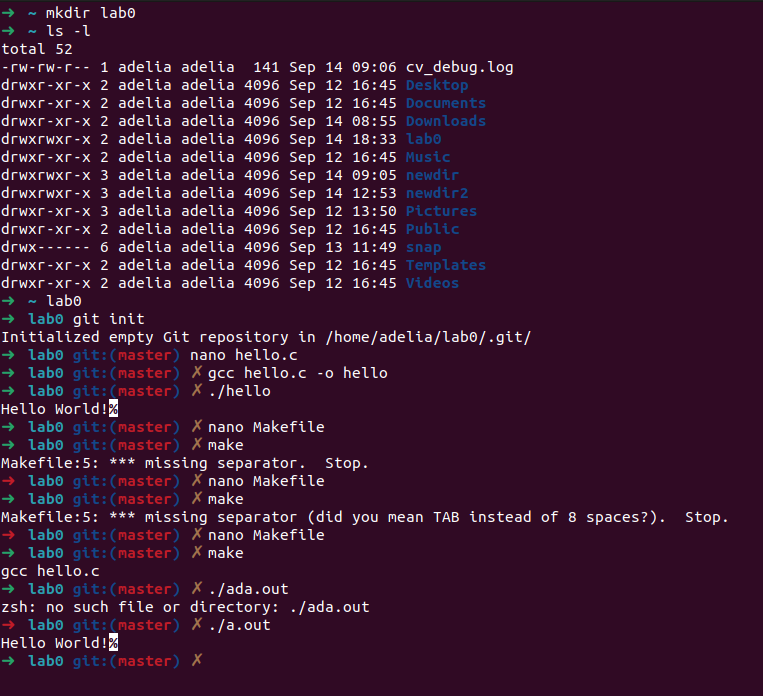 ➜ ~ mkdir lab0
➜ ~ ls -l
total 52
-rw-rw-r-- 1 adelia adelia  141 Sep 14 09:06 cv_debug.log
drwxr-xr-x 2 adelia adelia 4096 Sep 12 16:45 Desktop
drwxr-xr-x 2 adelia adelia 4096 Sep 12 16:45 Documents
drwxr-xr-x 2 adelia adelia 4096 Sep 14 08:55 Downloads
drwxrwxr-x 2 adelia adelia 4096 Sep 14 18:33 lab0
drwxr-xr-x 2 adelia adelia 4096 Sep 12 16:45 Music
drwxrwxr-x 3 adelia adelia 4096 Sep 14 09:05 newdir
drwxrwxr-x 3 adelia adelia 4096 Sep 14 12:53 newdir2
drwxr-xr-x 3 adelia adelia 4096 Sep 12 13:50 Pictures
drwxr-xr-x 2 adelia adelia 4096 Sep 12 16:45 Public
drwx------ 6 adelia adelia 4096 Sep 13 11:49 snap
drwxr-xr-x 2 adelia adelia 4096 Sep 12 16:45 Templates
drwxr-xr-x 2 adelia adelia 4096 Sep 12 16:45 Videos
➜ ~ lab0
➜ lab0 git init
Initialized empty Git repository in /home/adelia/lab0/.git/
➜ lab0 git:(master) nano hello.c
➜ lab0 git:(master) ✗ gcc hello.c -o hello
➜ lab0 git:(master) ✗ ./hello
Hello World!%
➜ lab0 git:(master) ✗ nano Makefile
➜ lab0 git:(master) ✗ make
Makefile:5: *** missing separator.  Stop.
➜ lab0 git:(master) ✗ nano Makefile
➜ lab0 git:(master) ✗ make
Makefile:5: *** missing separator (did you mean TAB instead of 8 spaces?).  Stop.
➜ lab0 git:(master) ✗ nano Makefile
➜ lab0 git:(master) ✗ make
gcc hello.c
➜ lab0 git:(master) ✗ ./ada.out
zsh: no such file or directory: ./ada.out
➜ lab0 git:(master) ✗ ./a.out
Hello World!%
➜ lab0 git:(master) ✗